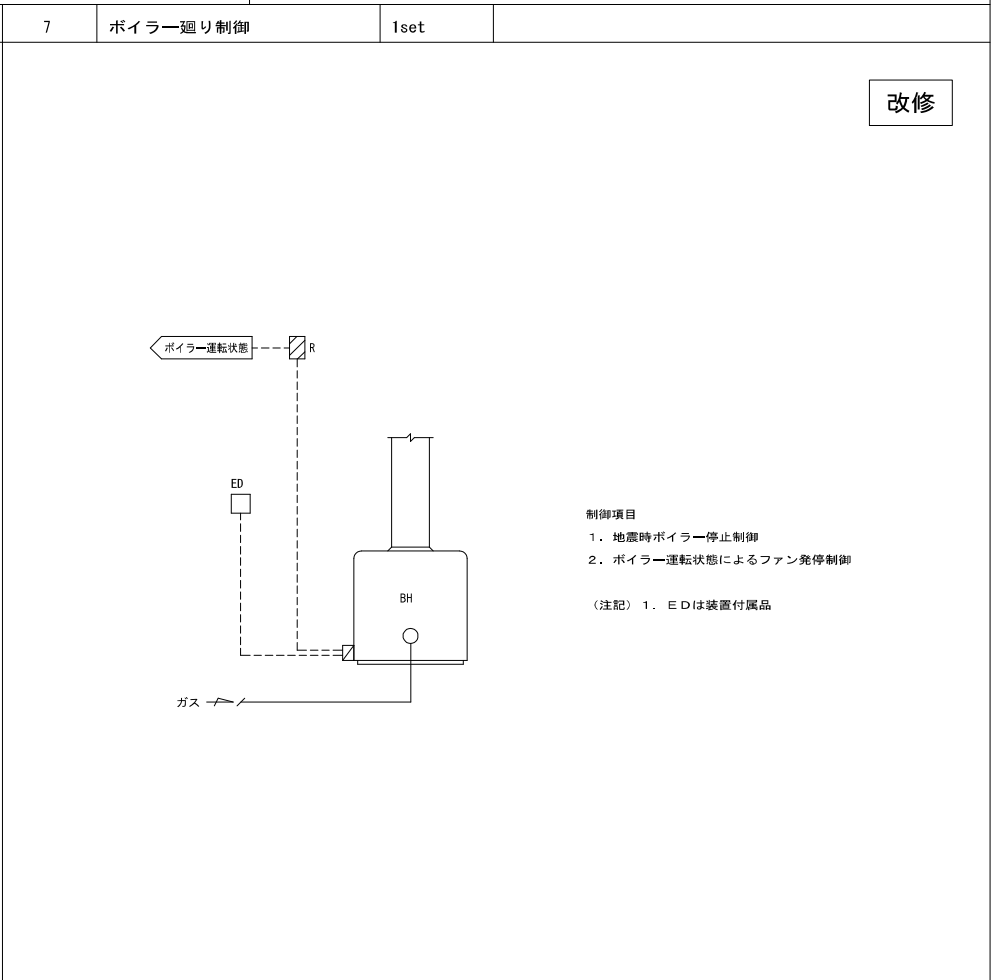 7 ボイラー廻り制御 1set
改修
ボイラー運転状態 R
ED
制御項目
1. 地震時ボイラー停止制御
2. ボイラー運転状態によるファン発停制御
BH
(注記) 1. EDは装置付属品
ガス